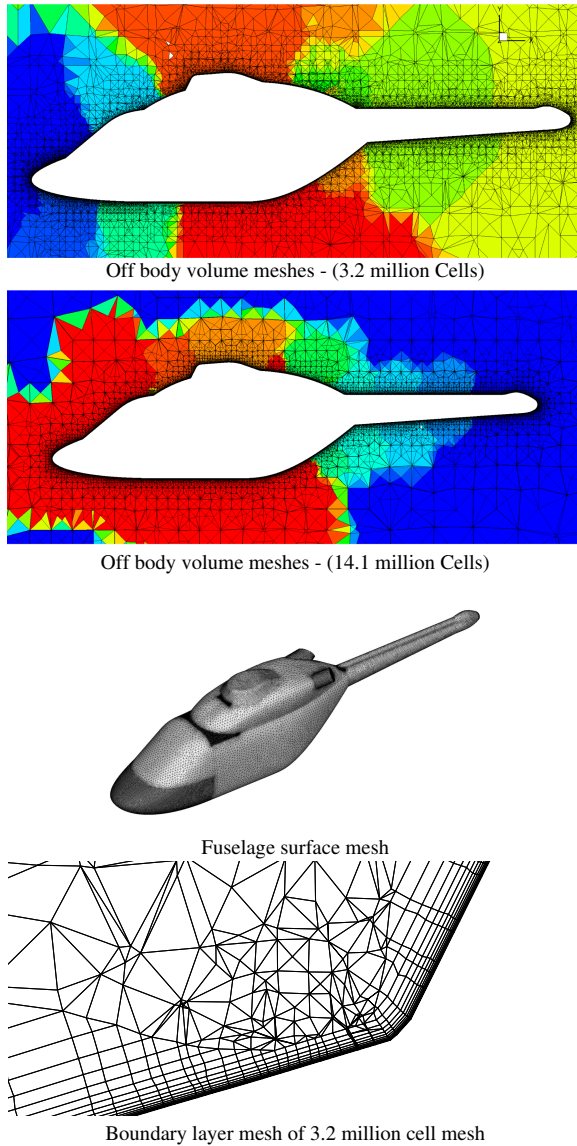 Off body volume meshes - (3.2 million Cells)
Off body volume meshes - (14.1 million Cells)
Fuselage surface mesh
Boundary layer mesh of 3.2 million cell mesh